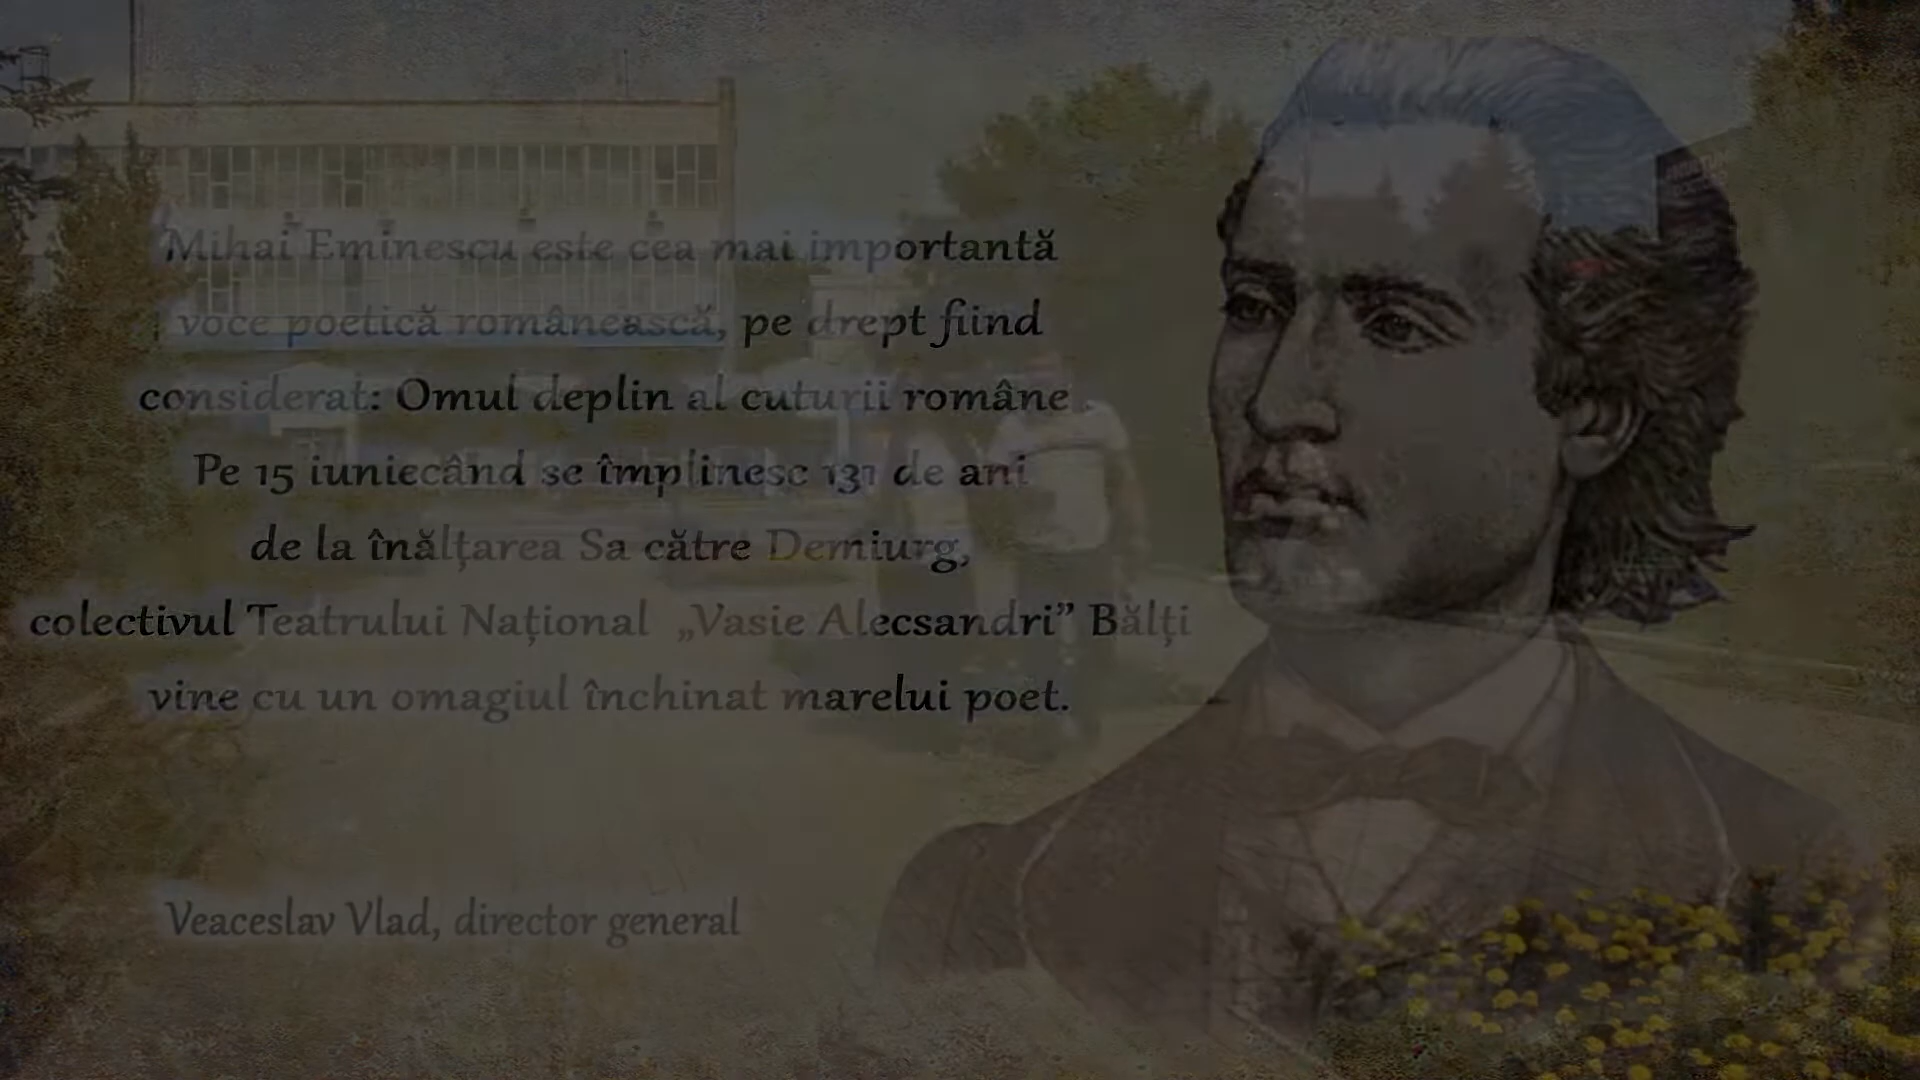 Mihai Eminescu este cea mai importantă
voce poetică românească, pe drept fiind
considerat: Omul deplin al cuturii române
Pe 15 iuniecând se împlinesc 131 de ani
de la înălțarea Sa către Demiurg,
colectivul Teatrului Național „Vasie Alecsandri” Bălți
vine cu un omagiul închinat marelui poet.
Veaceslav Vlad, director general